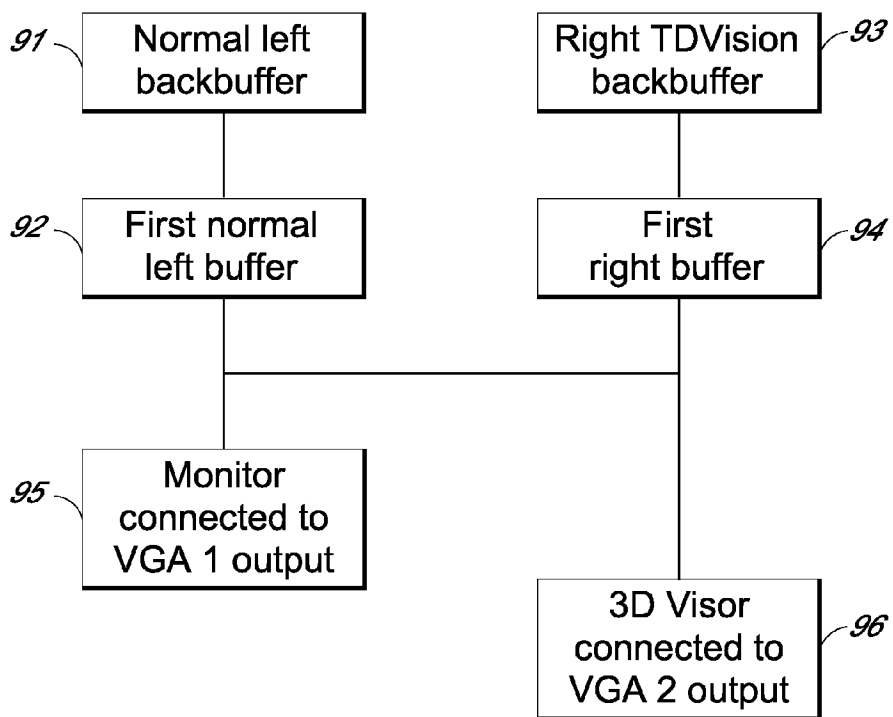 91
Normal left
backbuffer
Right TDVision
backbuffer
93
92
First normal
left buffer
First
right buffer
94
95
Monitor
connected to
VGA 1 output
3D Visor
connected to
VGA 2 output
96